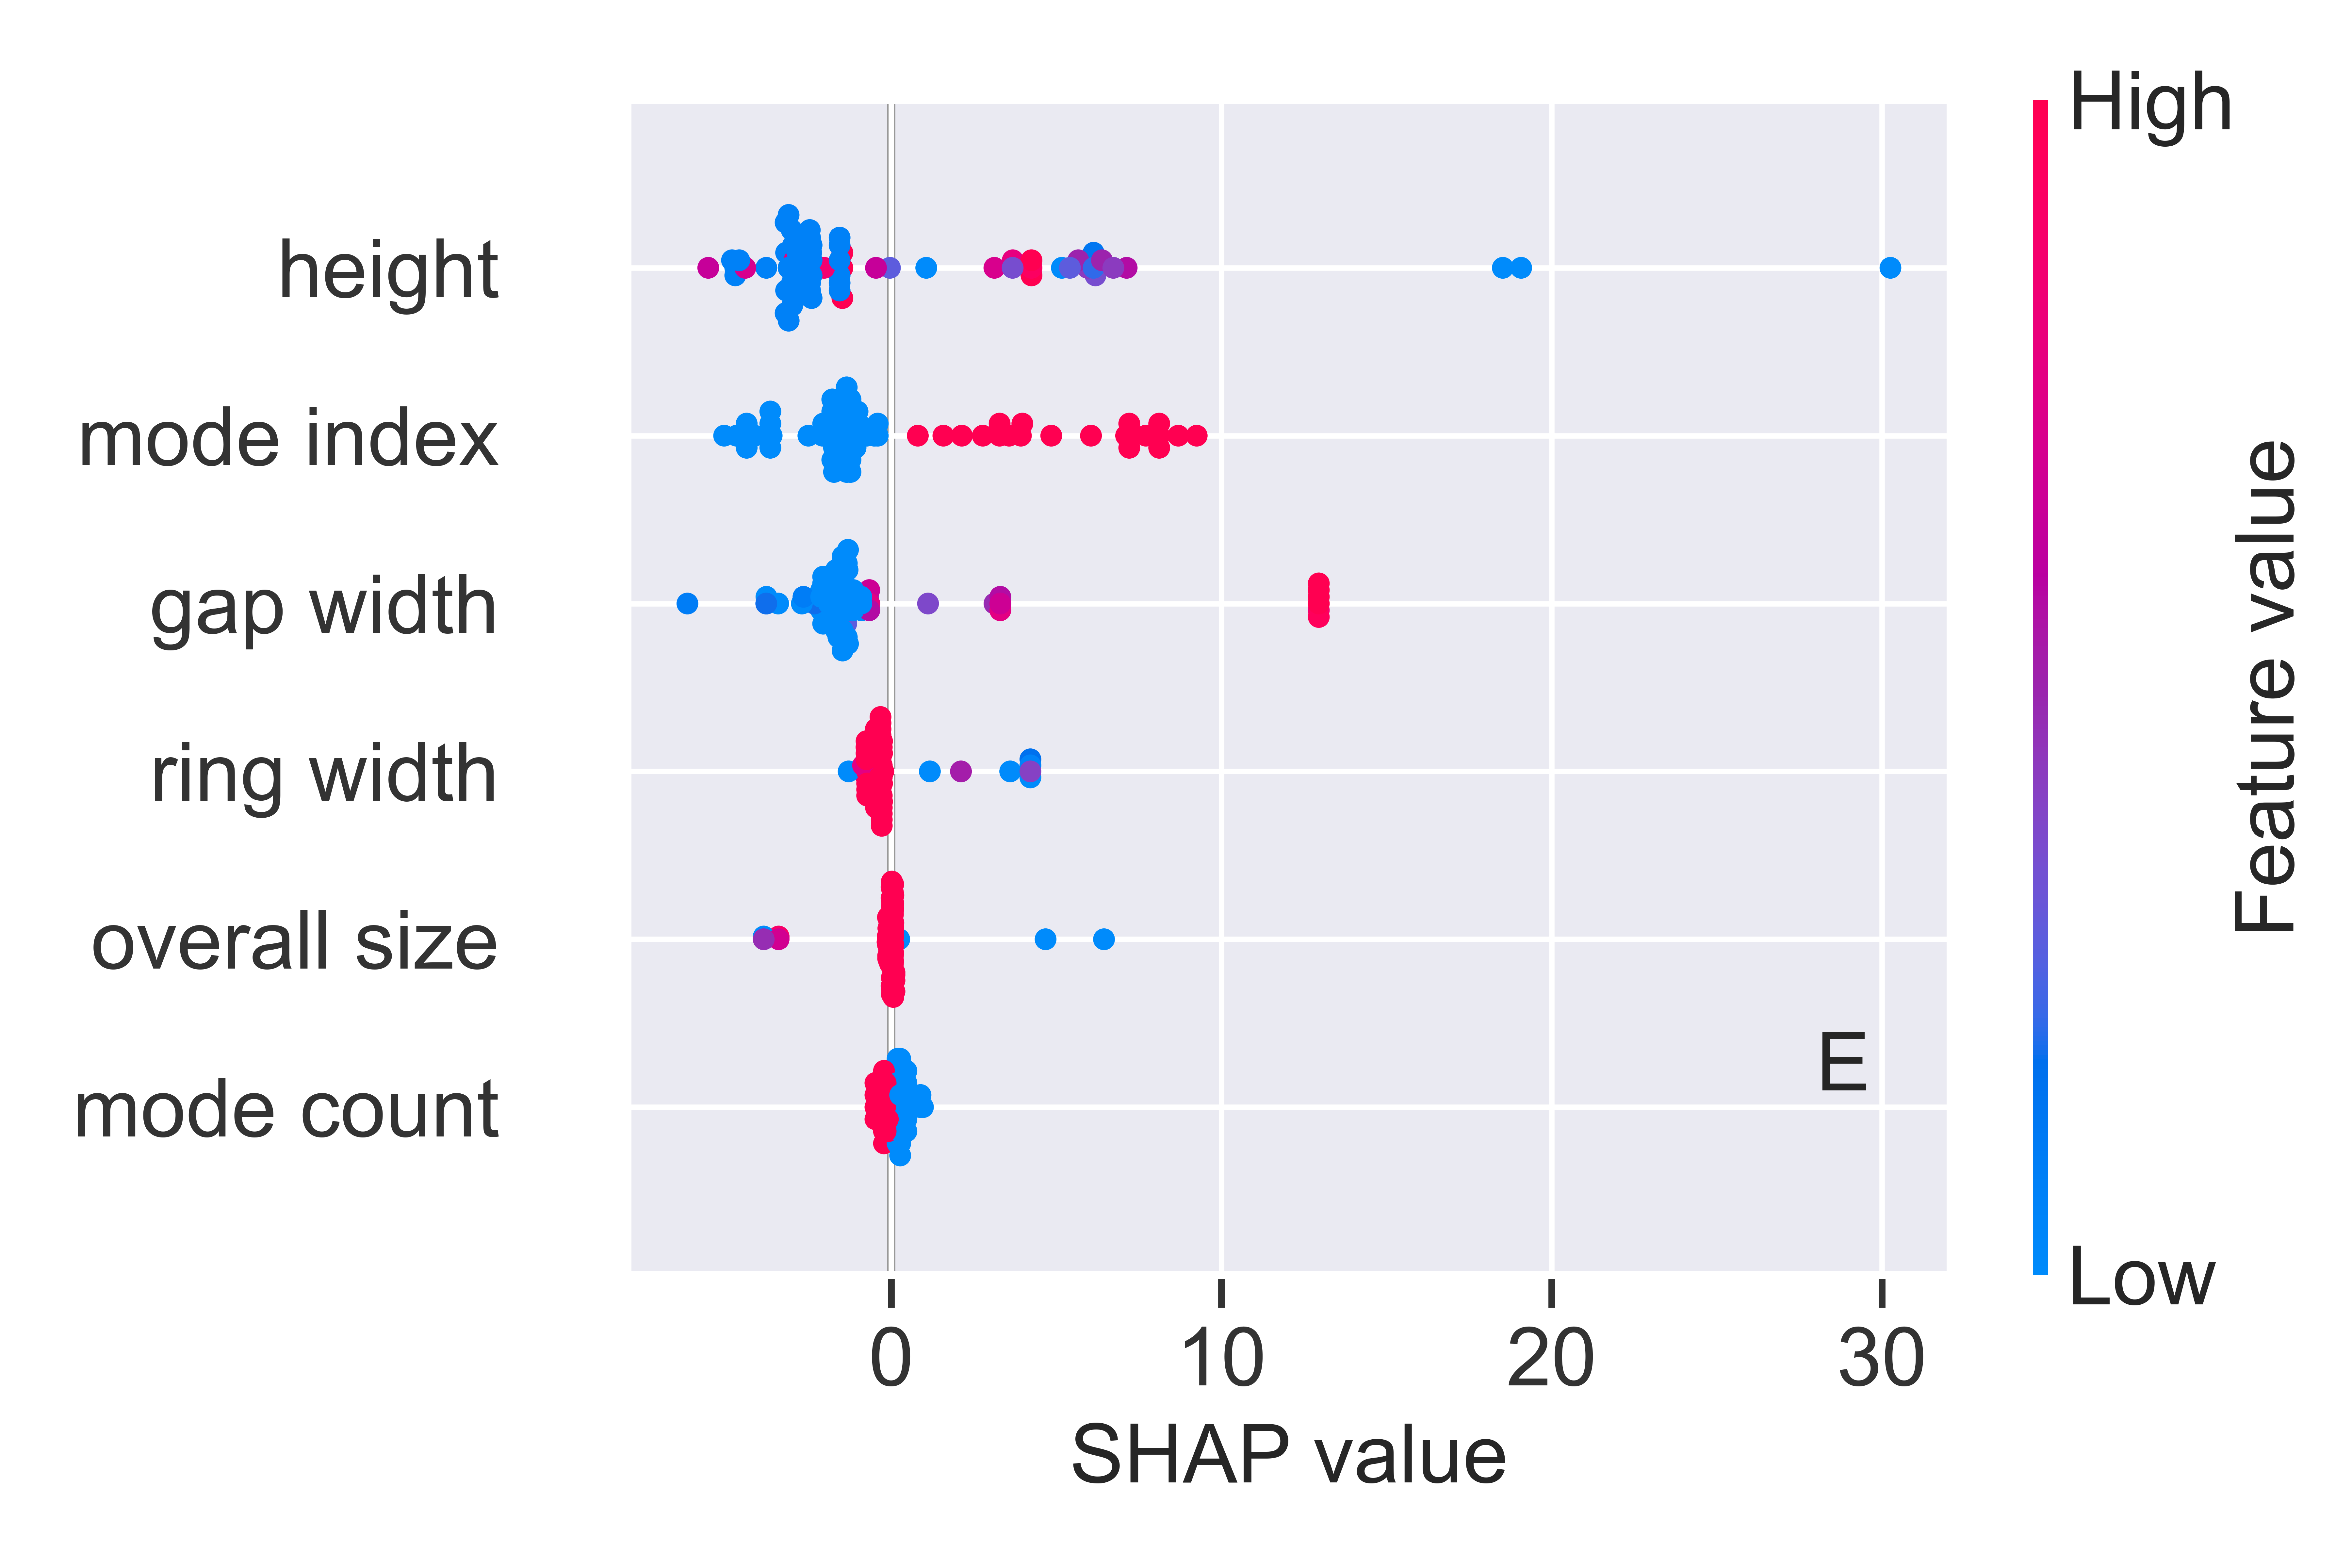 High
height
mode index
gap width
ring width
overall size
mode count
E
Feature value
Low
0 10 20 30
SHAP value